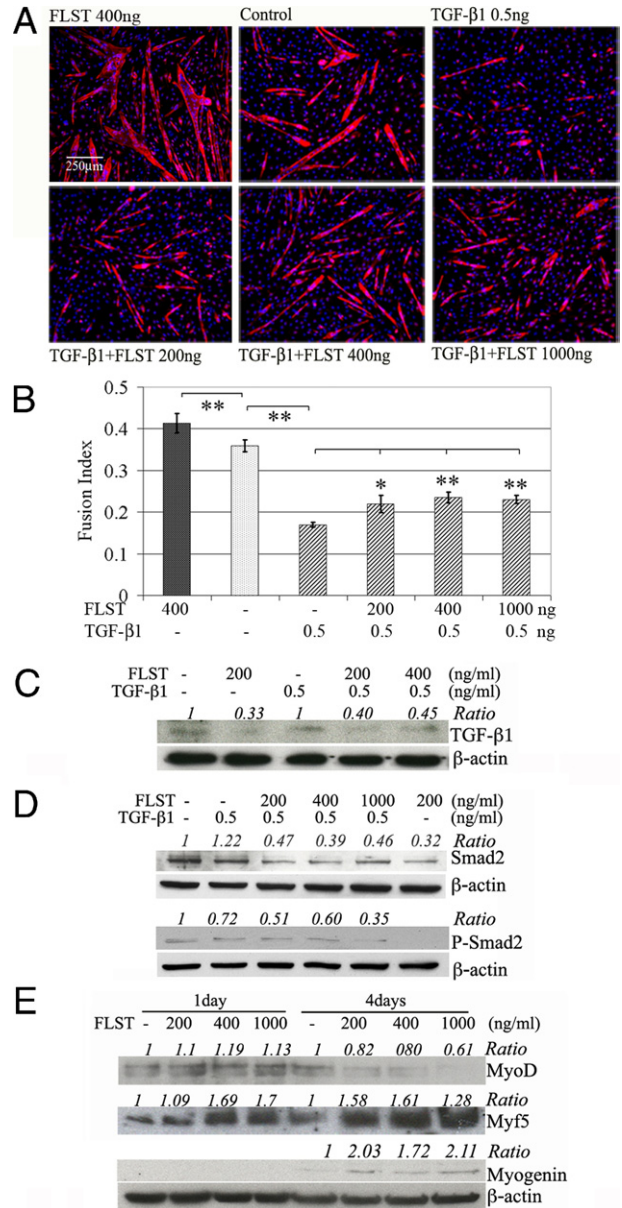 A
FLST 400ng Control TGF-β1 0.5ng
250μm
TGF-β1+FLST 200ng TGF-β1+FLST 400ng TGF-β1+FLST 1000ng
B
Fusion Index
0.5
0.4
0.3
0.2
0.1
0
** ** * ** **
FLST 400 - - 200 400 1000 ng
TGF-β1 - - 0.5 0.5 0.5 0.5 ng
C
FLST - 200 - 200 400 (ng/ml)
TGF-β1 - - 0.5 0.5 0.5 (ng/ml)
1 0.33 1 0.40 0.45 Ratio
TGF-β1
β-actin
D
FLST - - 200 400 1000 200 (ng/ml)
TGF-β1 - 0.5 0.5 0.5 0.5 - (ng/ml)
1 1.22 0.47 0.39 0.46 0.32 Ratio
Smad2
β-actin
1 0.72 0.51 0.60 0.35 Ratio
P-Smad2
β-actin
E
1day 4days
FLST - 200 400 1000 - 200 400 1000 (ng/ml)
1 1.1 1.19 1.13 1 0.82 080 0.61 Ratio
MyoD
1 1.09 1.69 1.7 1 1.58 1.61 1.28 Ratio
Myf5
1 2.03 1.72 2.11 Ratio
Myogenin
β-actin